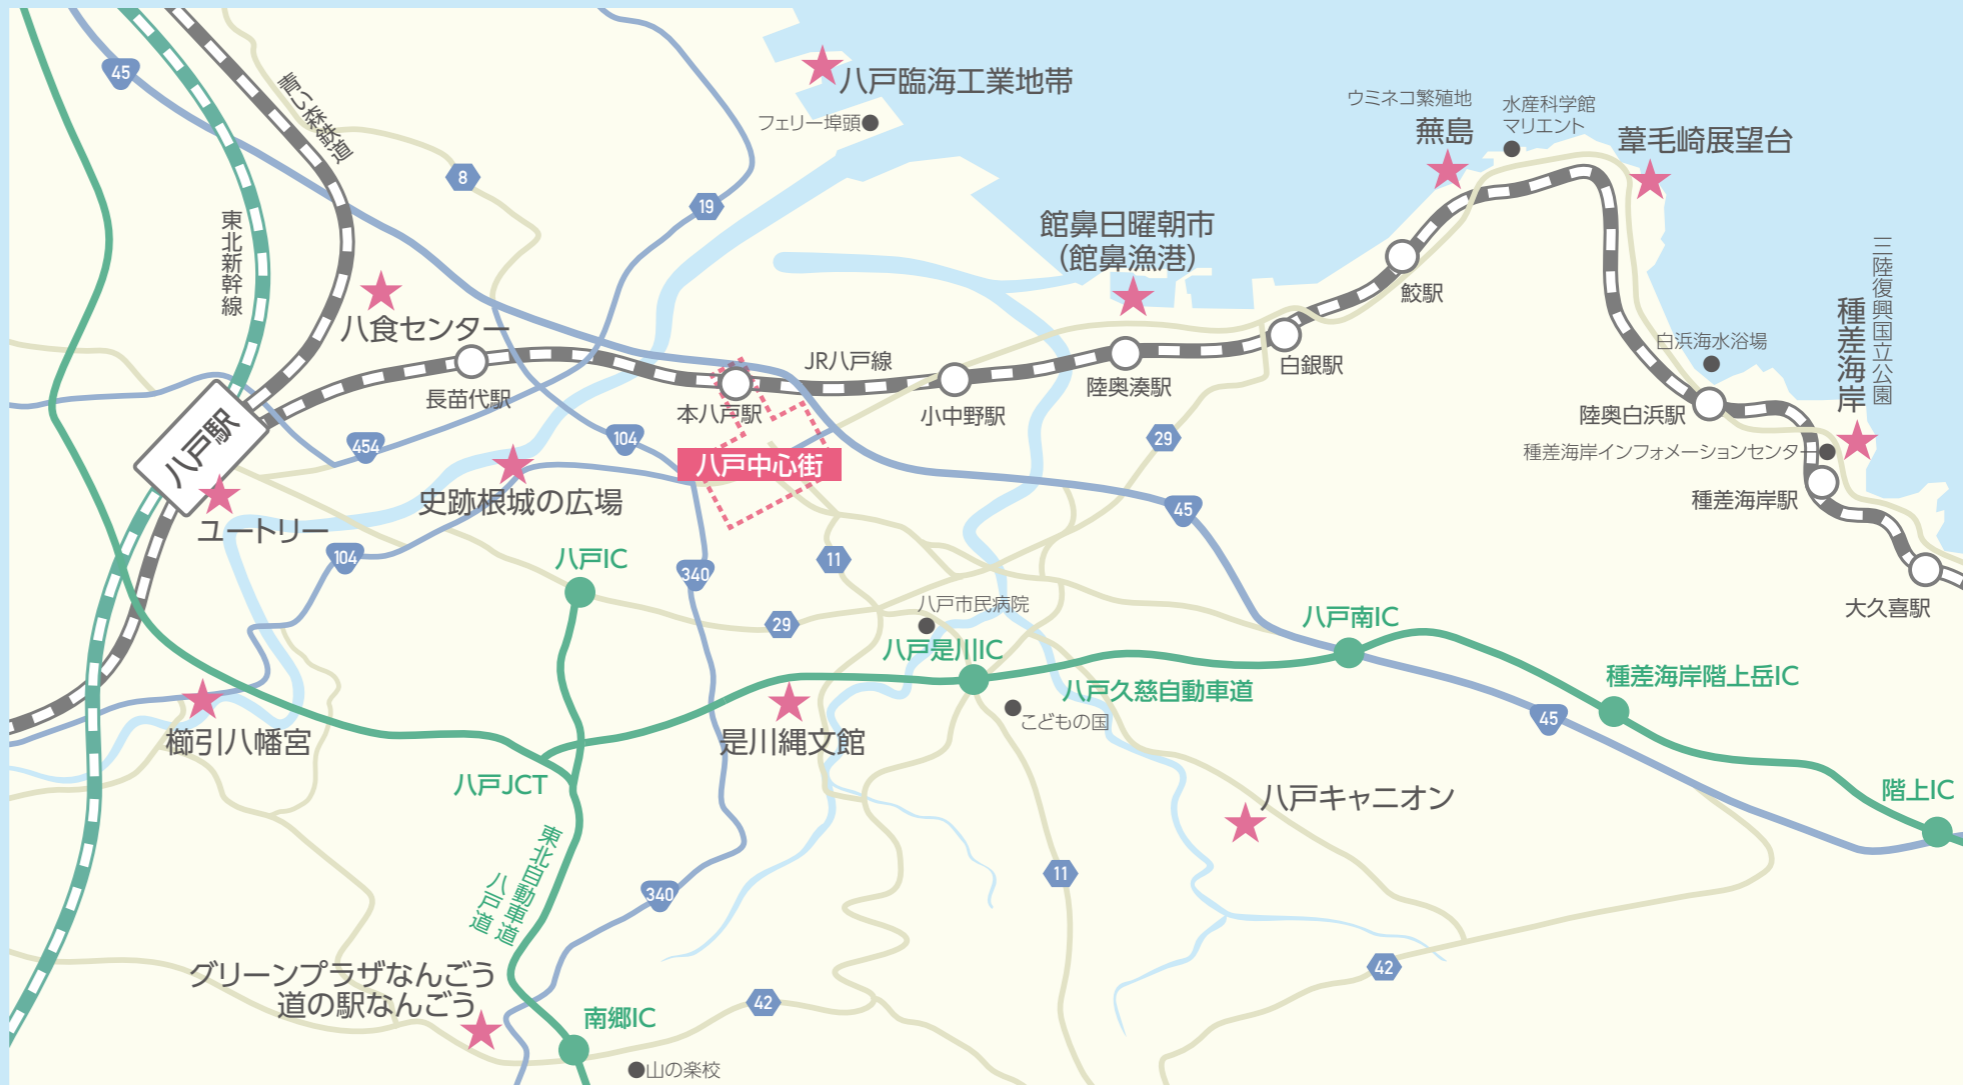 八戸臨海工業地帯
フェリー埠頭
45
青い森鉄道
8
19
東北新幹線
ウミネコ繁殖地
蕪島
水産科学館
マリエント
葦毛崎展望台
館鼻日曜朝市
(館鼻漁港)
三陸復興国立公園
種差海岸
八食センター
鮫駅
白浜海水浴場
長苗代駅
JR八戸線
本八戸駅
小中野駅
陸奥湊駅
白銀駅
陸奥白浜駅
八戸駅
454
104
八戸中心街
29
種差海岸インフォメーションセンター
種差海岸駅
ユートリー
史跡根城の広場
45
104
八戸IC
340
11
大久喜駅
29
八戸市民病院
八戸是川IC
八戸南IC
八戸久慈自動車道
種差海岸階上岳IC
45
櫛引八幡宮
是川縄文館
こどもの国
八戸JCT
八戸キャニオン
階上IC
東北自動車道
八戸道
340
11
42
グリーンプラザなんごう
道の駅なんごう
南郷IC
42
山の楽校